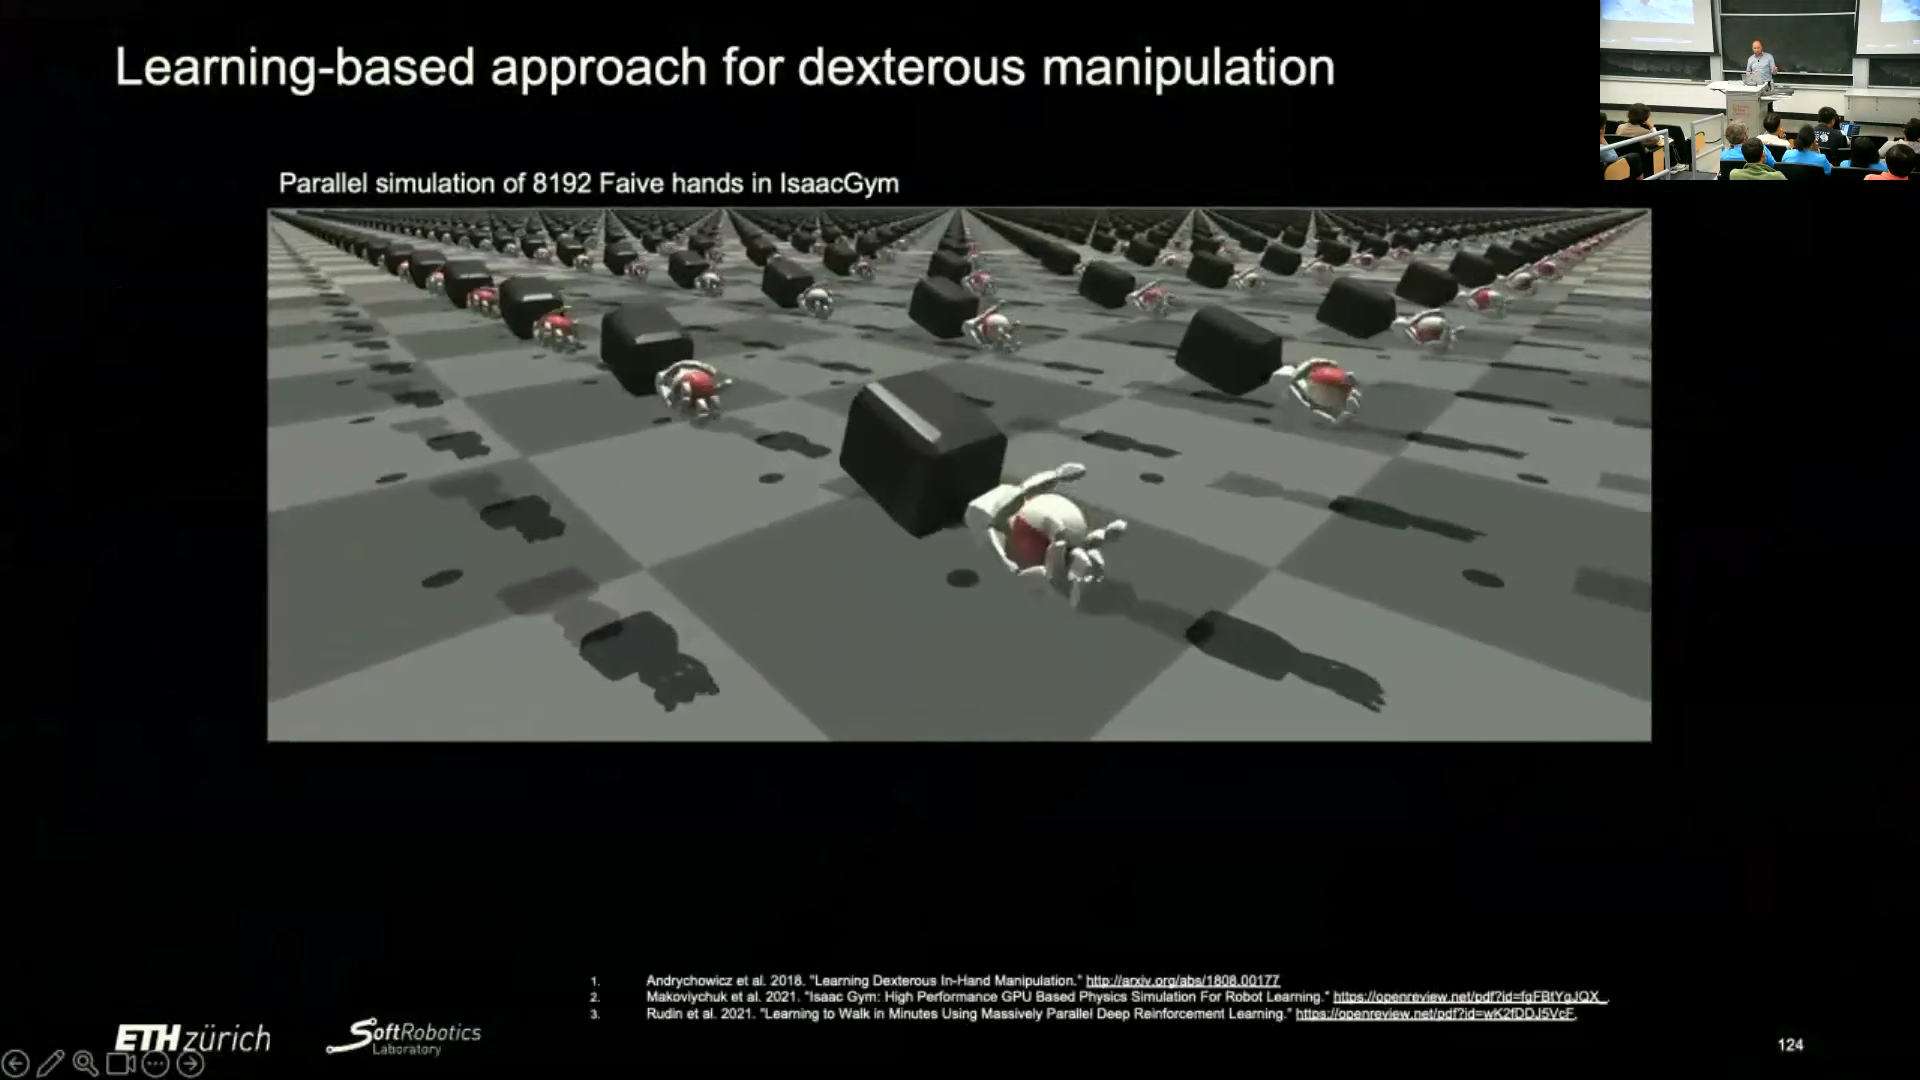 Learning-based approach for dexterous manipulation
Parallel simulation of 8192 Faive hands in IsaacGym
1. Andrychowicz et al. 2018. "Learning Dexterous In-Hand Manipulation." http://arxiv.org/abs/1808.00177
2. Makoviychuk et al. 2021. "Isaac Gym: High Performance GPU Based Physics Simulation For Robot Learning." https://openreview.net/pdf?id=fgFBtYgJQX_.
3. Rudin et al. 2021. "Learning to Walk in Minutes Using Massively Parallel Deep Reinforcement Learning." https://openreview.net/pdf?id=wK2fDDJ5VcF.
ETH zürich
SoftRobotics
Laboratory
124